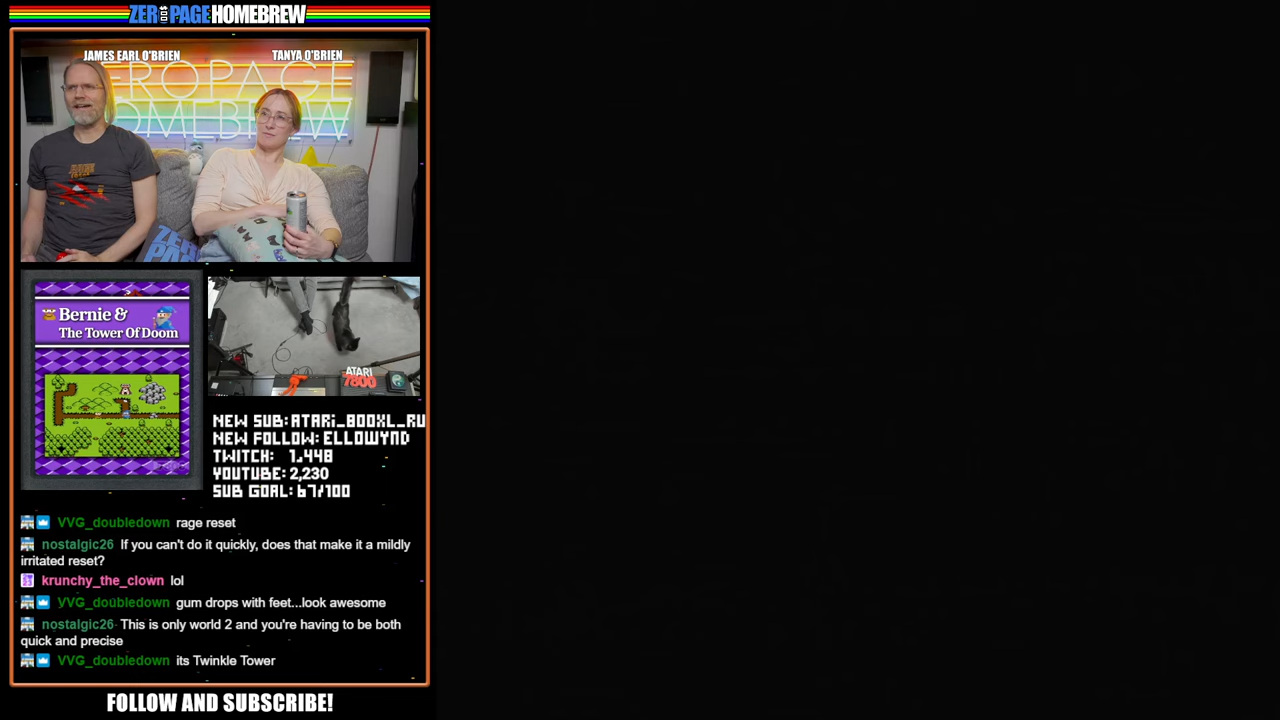 ZEROPAGE HOMEBREW
JAMES EARL O'BRIEN
TANYA O'BRIEN
EROPAGE
OMEBREW
ZERO
PAGE
Bernie &
The Tower Of Doom
ATARI
7800
NEW SUB: ATARI_800XL_RU
NEW FOLLOW: ELLOWYND
TWITCH: 1,448
YOUTUBE: 2,230
SUB GOAL: 67/100
VVG_doubledown rage reset
nostalgic26 If you can't do it quickly, does that make it a mildly
irritated reset?
krunchy_the_clown lol
VVG_doubledown gum drops with feet...look awesome
nostalgic26 This is only world 2 and you're having to be both
quick and precise
VVG_doubledown its Twinkle Tower
FOLLOW AND SUBSCRIBE!